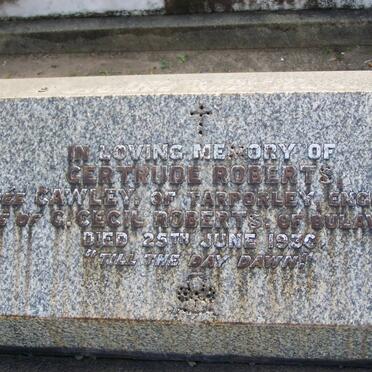 IN LOVING MEMORY OF
GERTRUDE ROBERTS,
CAWLEY, OF TARPORLEY,
OF C. CECIL ROBERTS, OF
DIED 25TH JUNE
"TILL THE DAY DAWN"